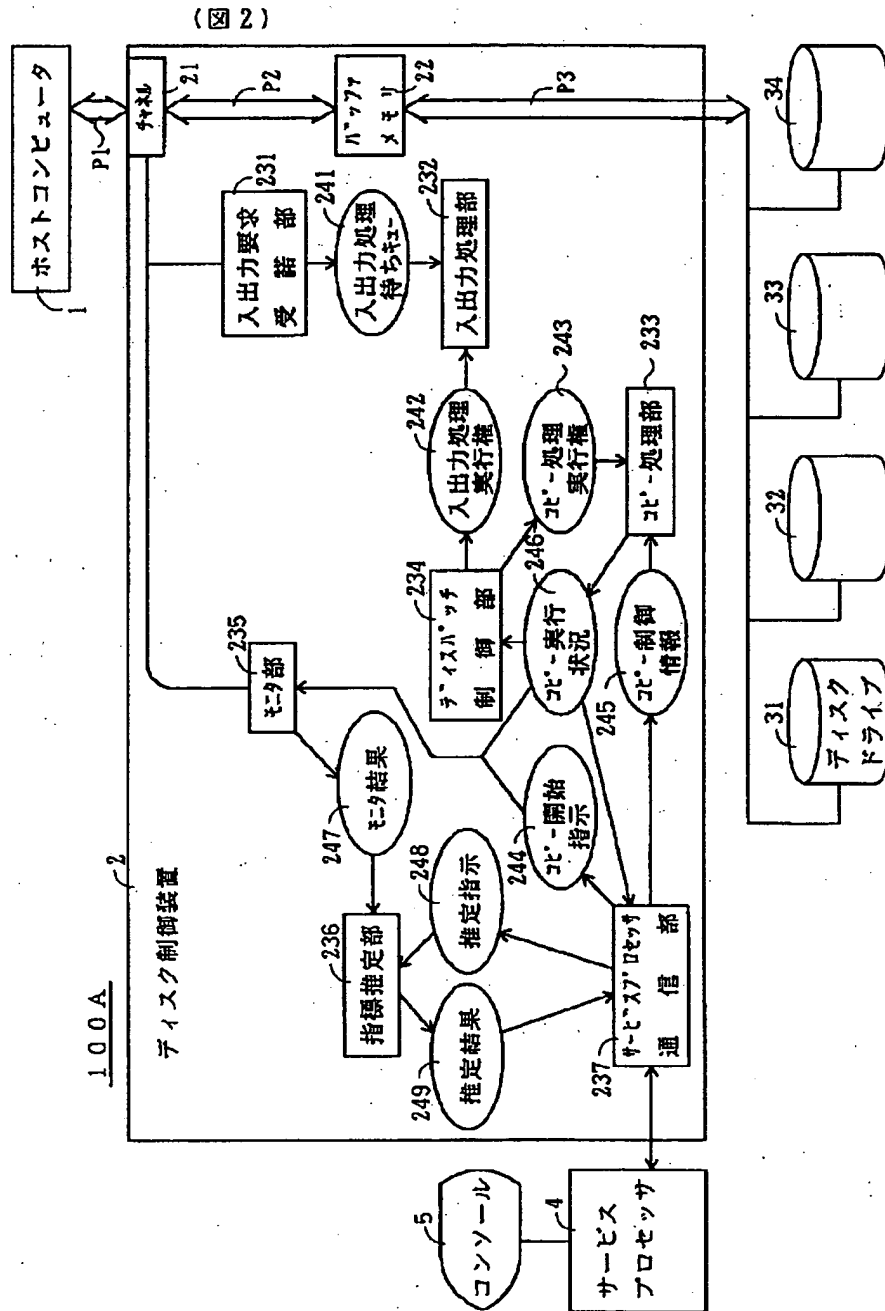 (図2)
100A
ホストコンピュータ
1
P1
2
ディスク制御装置
チャネル
21
P2
バッファ
メモリ
22
P3
入出力要求
受諾部
231
入出力処理
待ちキュー
241
入出力処理部
232
モニタ部
235
モニタ結果
247
指標推定部
236
推定指示
248
推定結果
249
ディスパッチ
制御部
234
入出力処理
実行権
242
コピー処理
実行権
243
コピー実行
状況
246
コピー処理部
233
コピー開始
指示
244
コピー制御
情報
245
サービスプロセッサ
通信部
237
コンソール
5
サービス
プロセッサ
4
ディスク
ドライブ
31
32
33
34